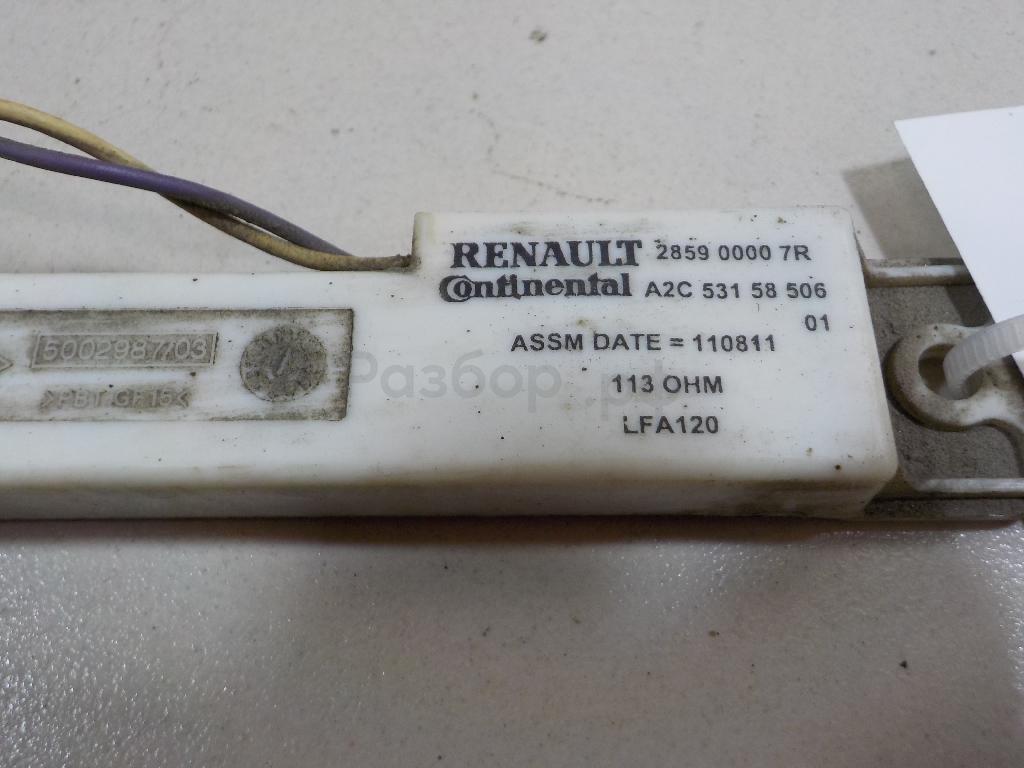 RENAULT 2859 0000 7R
Continental A2C 531 58 506
01
ASSM DATE = 110811
113 OHM
LFA120
5002987703
>PBT GF15<
Разбор